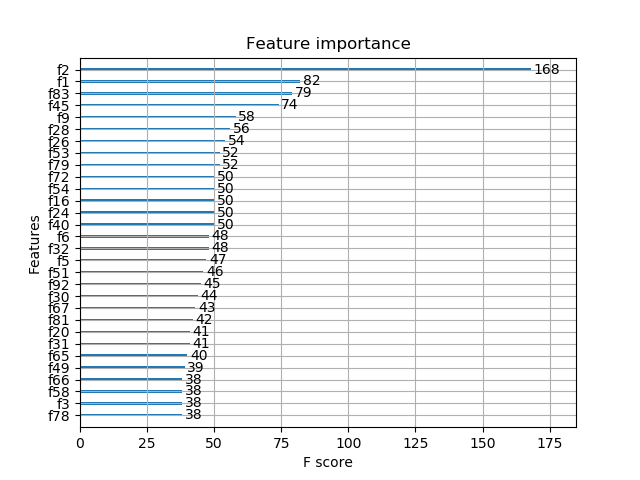 Feature importance
f2 168
f1 82
f83 79
f45 74
f9 58
f28 56
f26 54
f53 52
f79 52
f72 50
f54 50
f16 50
f24 50
f40 50
f6 48
f32 48
f5 47
f51 46
f92 45
f30 44
f67 43
f81 42
f20 41
f31 41
f65 40
f49 39
f66 38
f58 38
f3 38
f78 38
Features
0 25 50 75 100 125 150 175
F score